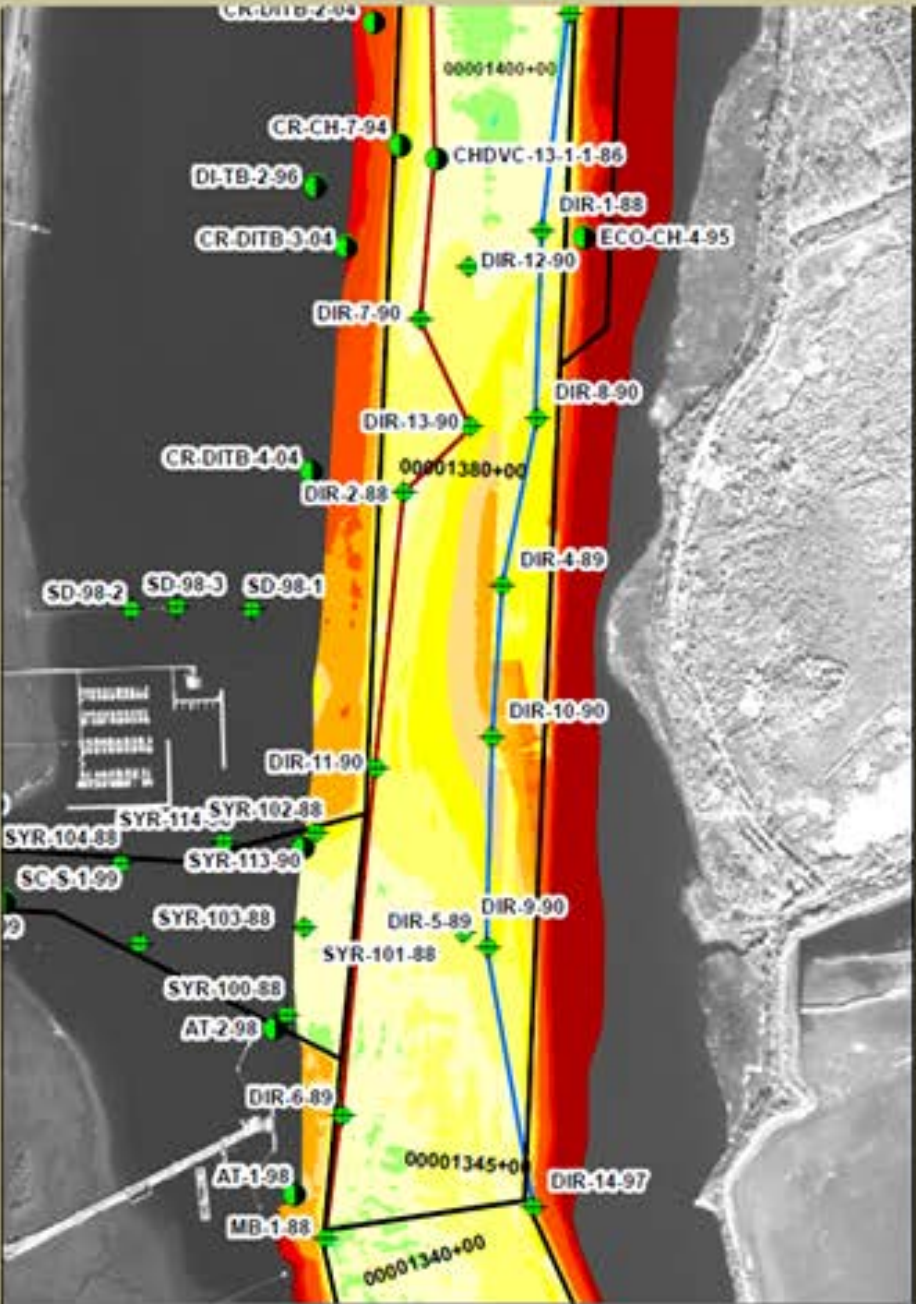 CR-DITB-2-04
00001400+00
CR-CH-7-94
CHDVC-13-1-1-86
DI-TB-2-96
DIR-1-88
CR-DITB-3-04
ECO-CH-4-95
DIR-12-90
DIR-7-90
DIR-8-90
DIR-13-90
CR-DITB-4-04
00001380+00
DIR-2-88
DIR-4-89
SD-98-2
SD-98-3
SD-98-1
DIR-10-90
DIR-11-90
SYR-102-88
SYR-104-88
SYR-113-90
SC-S-1-99
DIR-9-90
SYR-103-88
DIR-5-89
SYR-101-88
SYR-100-88
AT-2-98
DIR-6-89
00001345+00
AT-1-98
DIR-14-97
MB-1-88
00001340+00